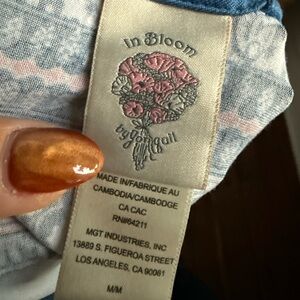 in Bloom
by gail
MADE IN/FABRIQUE AU
CAMBODIA/CAMBODGE
CA CAC
RN#64211
MGT INDUSTRIES, INC
13889 S. FIGUEROA STREET
LOS ANGELES, CA 90061
M/M